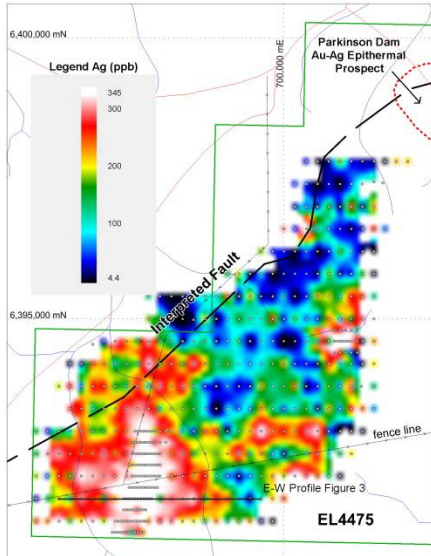 6,400,000 mN
Parkinson Dam
Au-Ag Epithermal
Prospect
700,000 mE
Legend Ag (ppb)
345
300
200
100
4.4
Interpreted Fault
6,395,000 mN
fence line
E-W Profile Figure 3
EL4475